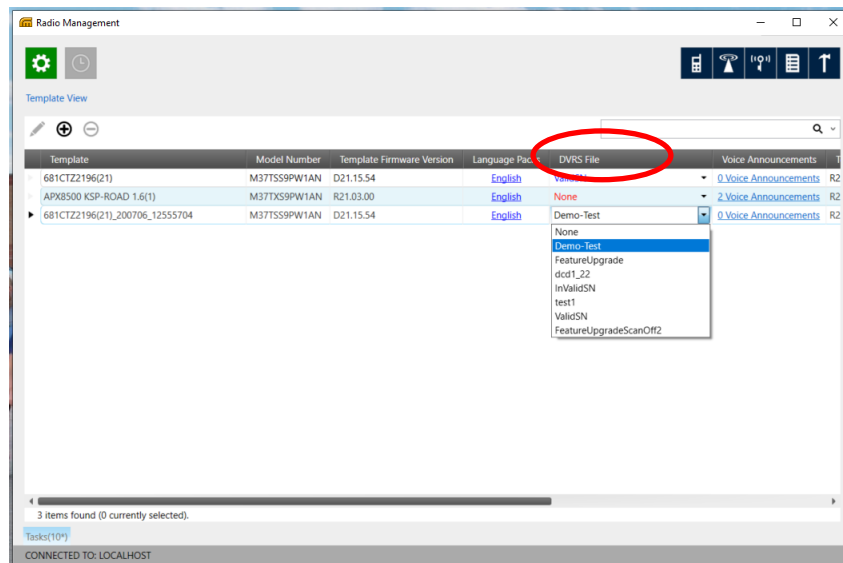 Radio Management
Template View
Template Model Number Template Firmware Version Language Packs DVRS File Voice Announcements T
681CTZ2196(21) M37TSS9PW1AN D21.15.54 English ValidSN 0 Voice Announcements R2
APX8500 KSP-ROAD 1.6(1) M37TXS9PW1AN R21.03.00 English None 2 Voice Announcements R2
681CTZ2196(21)_200706_12555704 M37TSS9PW1AN D21.15.54 English Demo-Test 0 Voice Announcements R2
None
Demo-Test
FeatureUpgrade
dcd1_22
InValidSN
test1
ValidSN
FeatureUpgradeScanOff2
3 items found (0 currently selected).
Tasks(10*)
CONNECTED TO: LOCALHOST